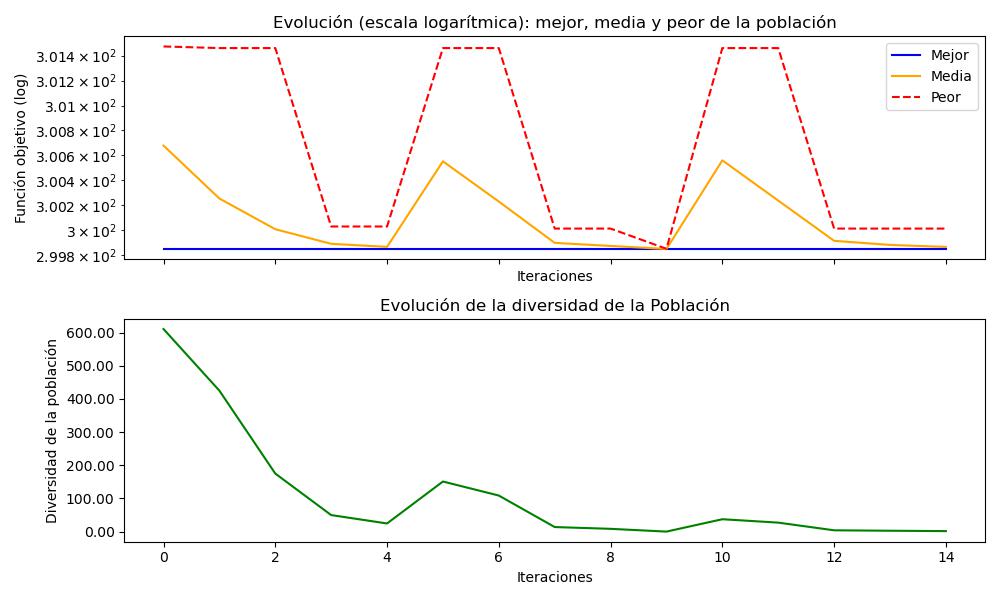 Evolución (escala logarítmica): mejor, media y peor de la población
Función objetivo (log)
3.014 × 10²
3.012 × 10²
3.01 × 10²
3.008 × 10²
3.006 × 10²
3.004 × 10²
3.002 × 10²
3 × 10²
2.998 × 10²
Mejor
Media
Peor
Iteraciones
Evolución de la diversidad de la Población
Diversidad de la población
600.00
500.00
400.00
300.00
200.00
100.00
0.00
0 2 4 6 8 10 12 14
Iteraciones